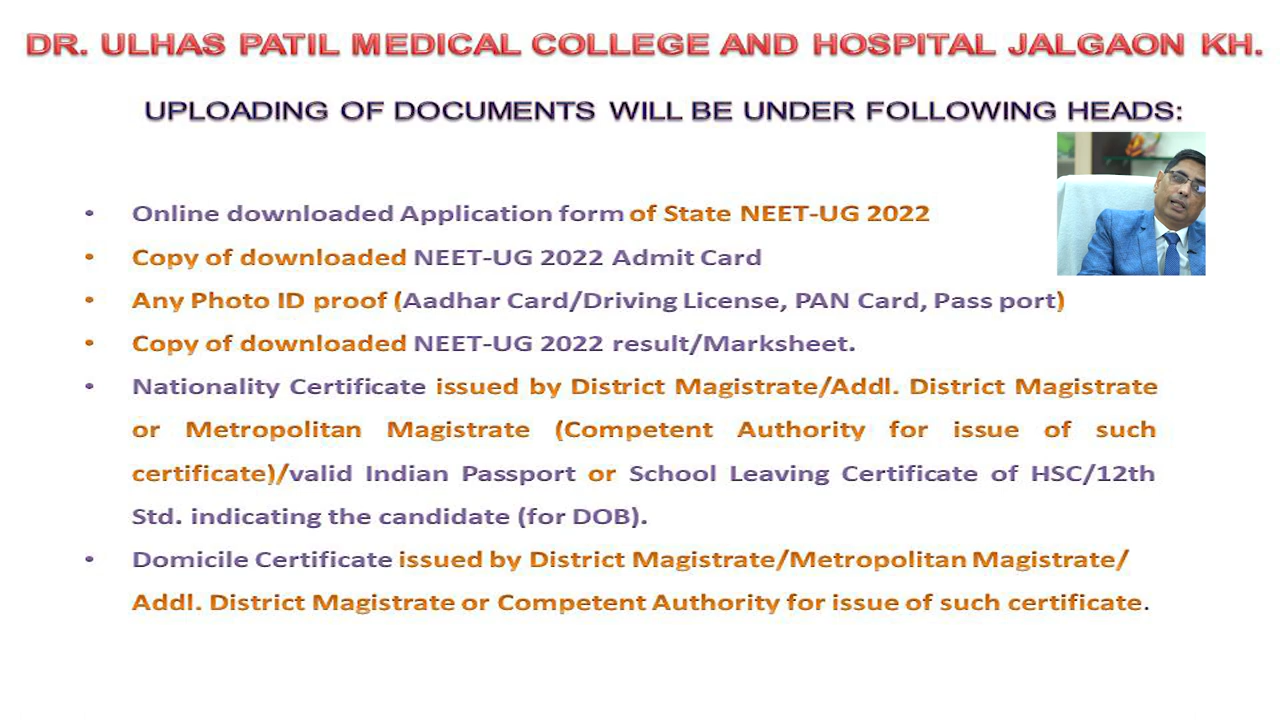 DR. ULHAS PATIL MEDICAL COLLEGE AND HOSPITAL JALGAON KH.
UPLOADING OF DOCUMENTS WILL BE UNDER FOLLOWING HEADS:
• Online downloaded Application form of State NEET-UG 2022
• Copy of downloaded NEET-UG 2022 Admit Card
• Any Photo ID proof (Aadhar Card/Driving License, PAN Card, Pass port)
• Copy of downloaded NEET-UG 2022 result/Marksheet.
• Nationality Certificate issued by District Magistrate/Addl. District Magistrate
or Metropolitan Magistrate (Competent Authority for issue of such
certificate)/valid Indian Passport or School Leaving Certificate of HSC/12th
Std. indicating the candidate (for DOB).
• Domicile Certificate issued by District Magistrate/Metropolitan Magistrate/
Addl. District Magistrate or Competent Authority for issue of such certificate.